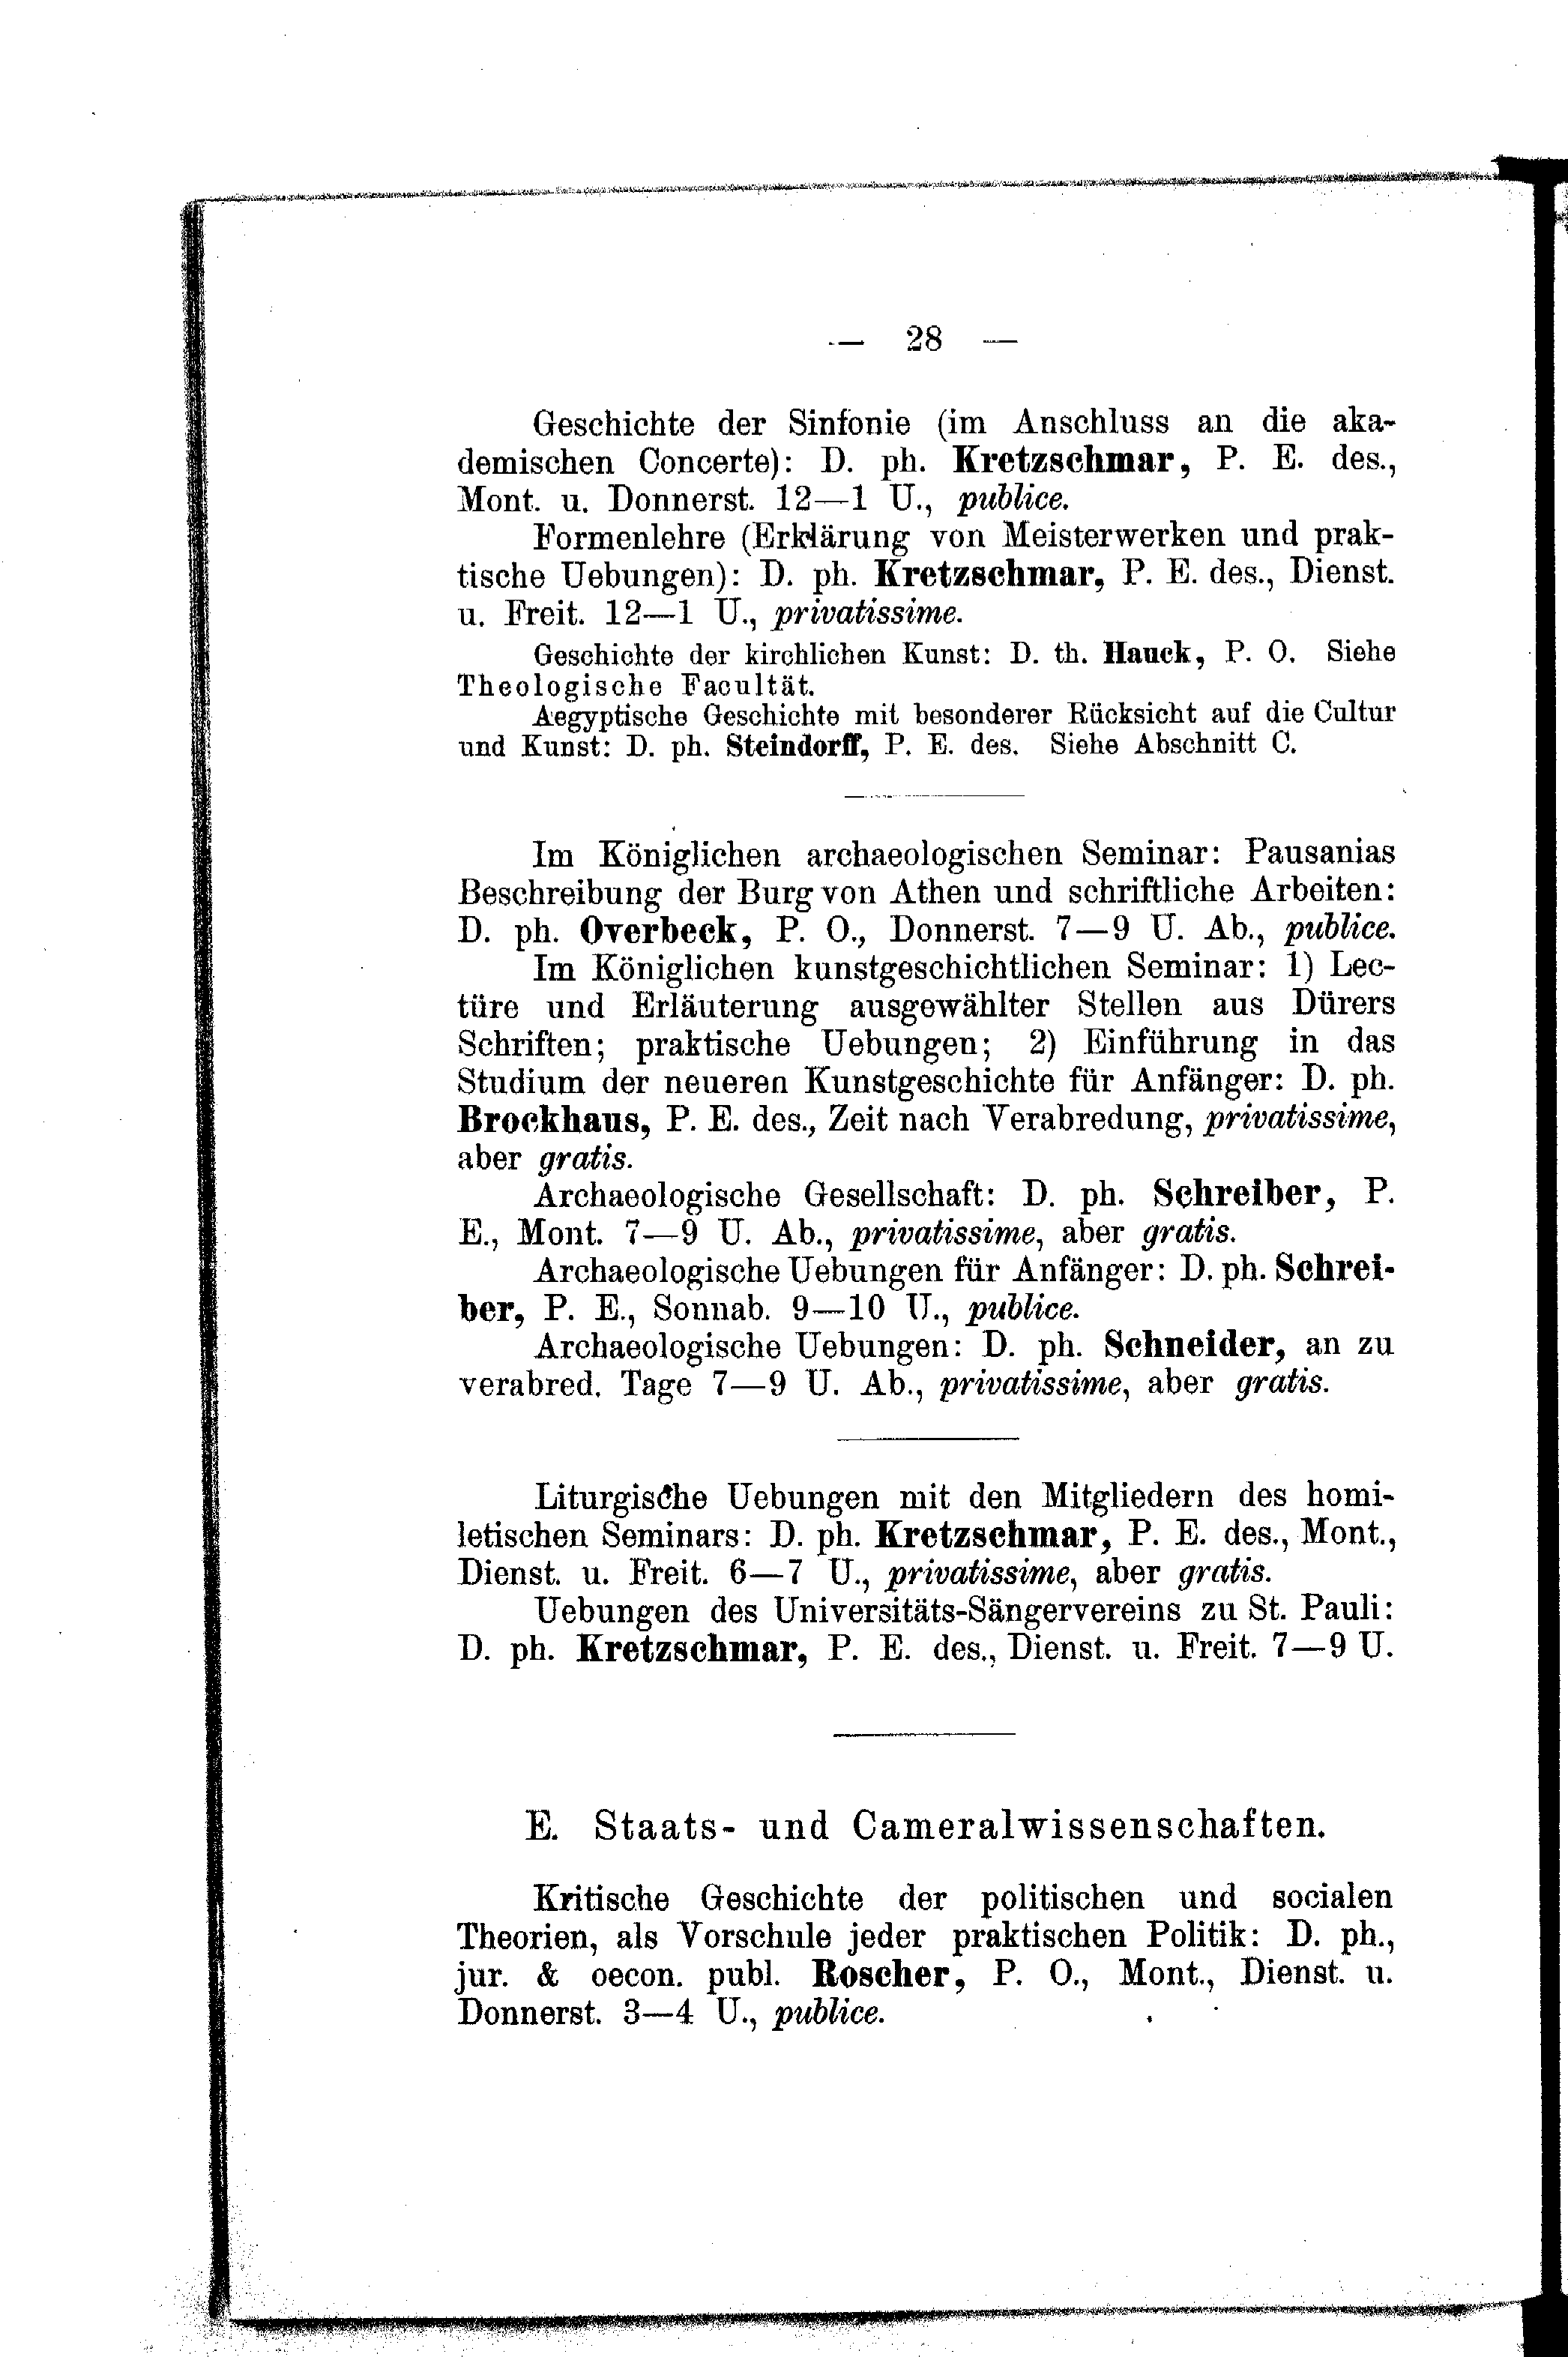 — 28 —
Geschichte der Sinfonie (im Anschluss an die aka-
demischen Concerte): D. ph. Kretzschmar, P. E. des.,
Mont. u. Donnerst. 12—1 U., publice.
Formenlehre (Erklärung von Meisterwerken und prak-
tische Uebungen): D. ph. Kretzschmar, P. E. des., Dienst.
u. Freit. 12—1 U., privatissime.
Geschichte der kirchlichen Kunst: D. th. Hauck, P. O. Siehe
Theologische Facultät.
Aegyptische Geschichte mit besonderer Rücksicht auf die Cultur
und Kunst: D. ph. Steindorff, P. E. des. Siehe Abschnitt C.
Im Königlichen archaeologischen Seminar: Pausanias
Beschreibung der Burg von Athen und schriftliche Arbeiten:
D. ph. Overbeck, P. O., Donnerst. 7—9 U. Ab., publice.
Im Königlichen kunstgeschichtlichen Seminar: 1) Lec-
türe und Erläuterung ausgewählter Stellen aus Dürers
Schriften; praktische Uebungen; 2) Einführung in das
Studium der neueren Kunstgeschichte für Anfänger: D. ph.
Brockhaus, P. E. des., Zeit nach Verabredung, privatissime,
aber gratis.
Archaeologische Gesellschaft: D. ph. Schreiber, P.
E., Mont. 7—9 U. Ab., privatissime, aber gratis.
Archaeologische Uebungen für Anfänger: D. ph. Schrei-
ber, P. E., Sonnab. 9—10 U., publice.
Archaeologische Uebungen: D. ph. Schneider, an zu
verabred. Tage 7—9 U. Ab., privatissime, aber gratis.
Liturgische Uebungen mit den Mitgliedern des homi-
letischen Seminars: D. ph. Kretzschmar, P. E. des., Mont.,
Dienst. u. Freit. 6—7 U., privatissime, aber gratis.
Uebungen des Universitäts-Sängervereins zu St. Pauli:
D. ph. Kretzschmar, P. E. des., Dienst. u. Freit. 7—9 U.
E. Staats- und Cameralwissenschaften.
Kritische Geschichte der politischen und socialen
Theorien, als Vorschule jeder praktischen Politik: D. ph.,
jur. & oecon. publ. Roscher, P. O., Mont., Dienst. u.
Donnerst. 3—4 U., publice.